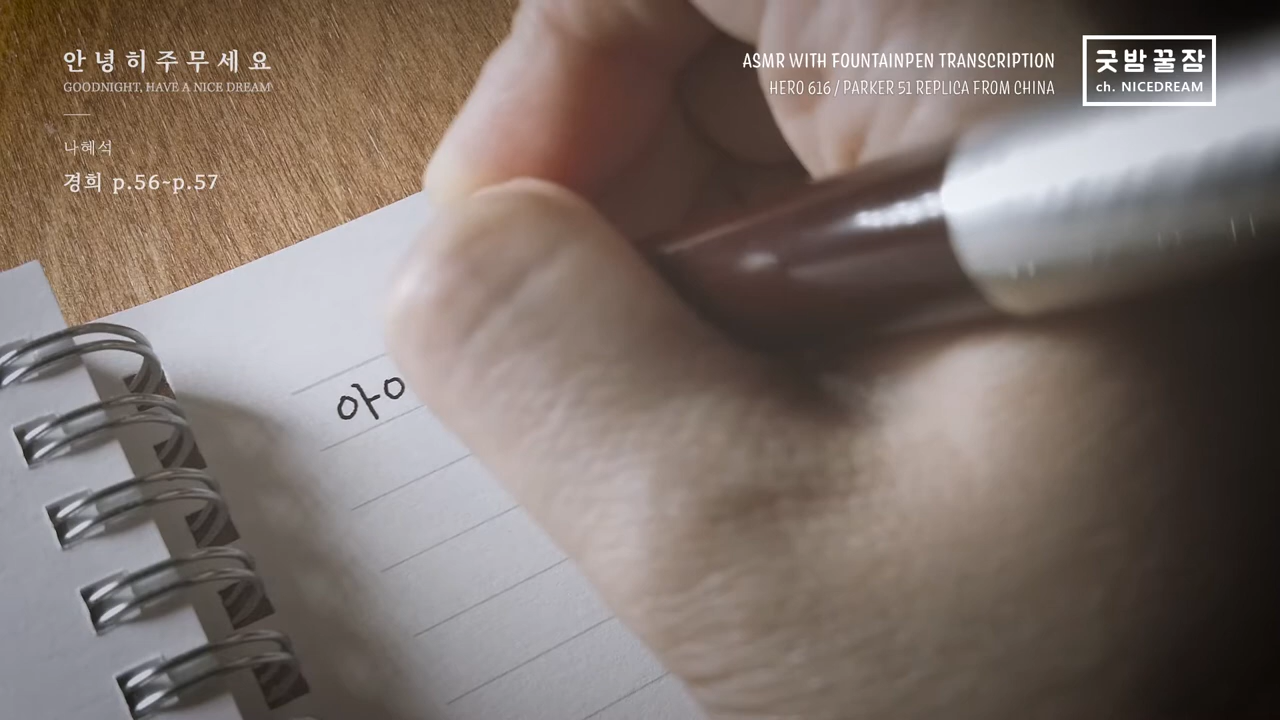 안녕히주무세요
GOODNIGHT, HAVE A NICE DREAM
나혜석
경희 p.56~p.57
ASMR WITH FOUNTAINPEN TRANSCRIPTION
HERO 616 / PARKER 51 REPLICA FROM CHINA
굿밤꿀잠
ch. NICEDREAM
아이